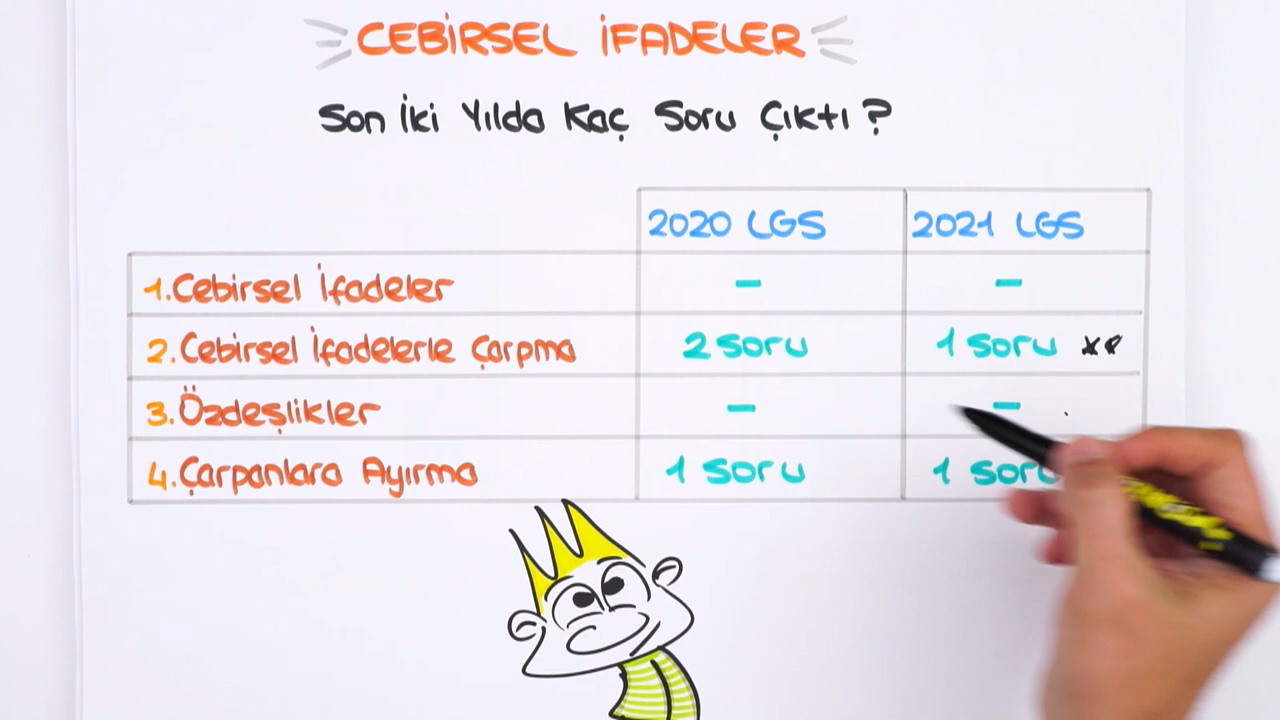 CEBİRSEL İFADELER
Son İki Yılda Kaç Soru Çıktı?
2020 LGS 2021 LGS
1. Cebirsel İfadeler - -
2. Cebirsel İfadelerle Çarpma 2 soru 1 soru
3. Özdeşlikler - -
4. Çarpanlara Ayırma 1 soru 1 soru